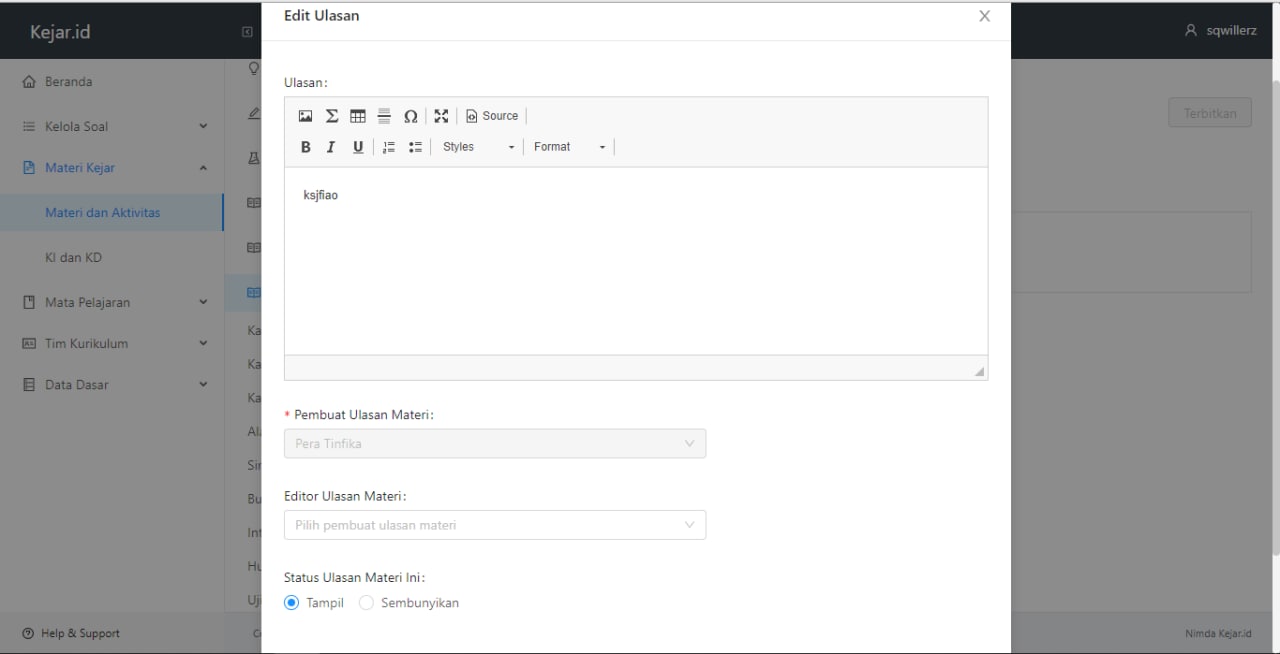 Kejar.id
sqwillerz
Beranda
Kelola Soal
Materi Kejar
Materi dan Aktivitas
KI dan KD
Mata Pelajaran
Tim Kurikulum
Data Dasar
Help & Support
Ka
Ka
Ka
Al
Sin
Bu
Int
Hu
Uji
Edit Ulasan
Ulasan:
Source
B I U Styles Format
ksjfiao
* Pembuat Ulasan Materi:
Pera Tinfika
Editor Ulasan Materi:
Pilih pembuat ulasan materi
Status Ulasan Materi Ini:
Tampil Sembunyikan
Terbitkan
Nimda Kejar.id